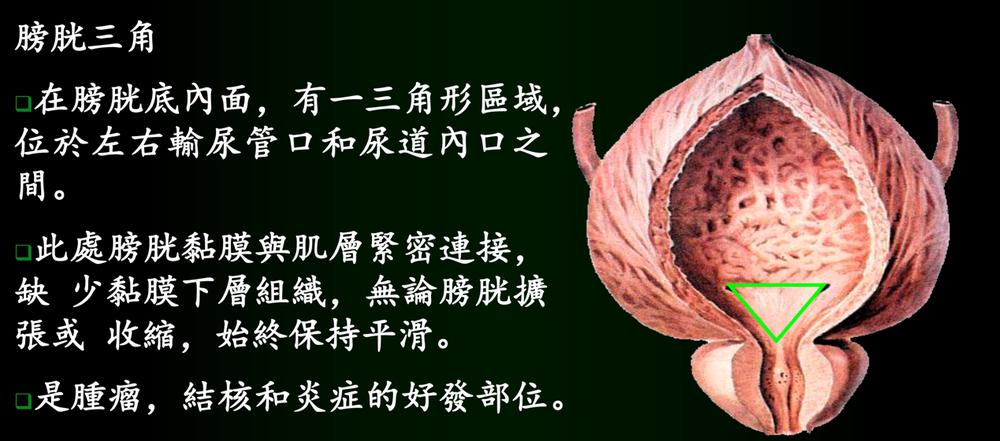 膀胱三角
❑在膀胱底內面，有一三角形區域，
位於左右輸尿管口和尿道內口之
間。
❑此處膀胱黏膜與肌層緊密連接，
缺 少黏膜下層組織，無論膀胱擴
張或 收縮，始終保持平滑。
❑是腫瘤，結核和炎症的好發部位。